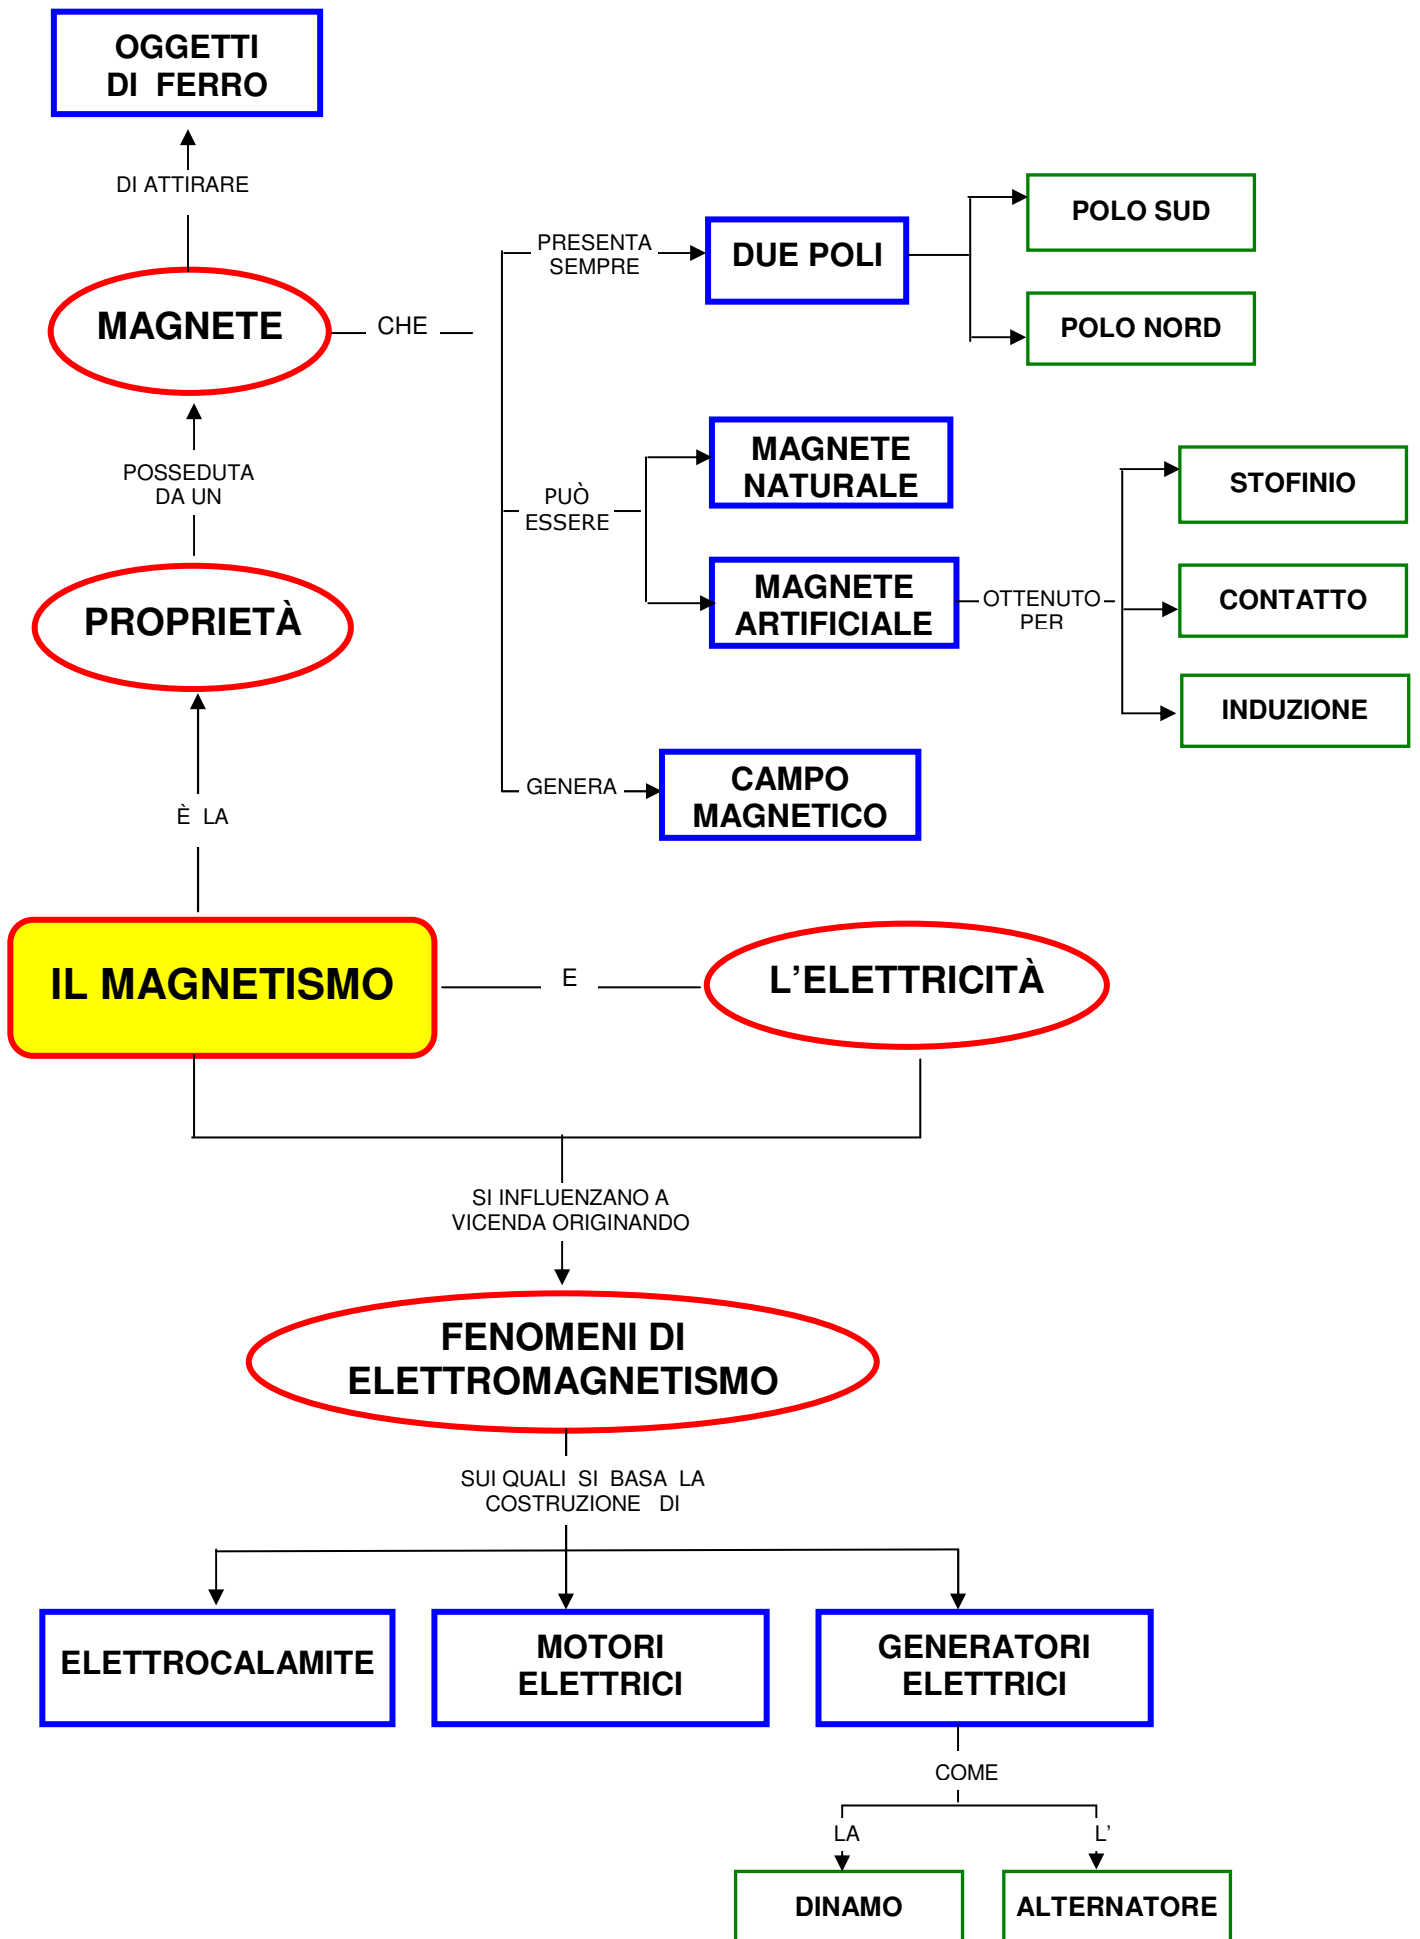 OGGETTI
DI FERRO
DI ATTIRARE
MAGNETE
CHE
PRESENTA
SEMPRE
DUE POLI
POLO SUD
POLO NORD
POSSEDUTA
DA UN
PUÒ
ESSERE
MAGNETE
NATURALE
MAGNETE
ARTIFICIALE
OTTENUTO
PER
STOFINIO
CONTATTO
INDUZIONE
PROPRIETÀ
GENERA
CAMPO
MAGNETICO
È LA
IL MAGNETISMO
E
L'ELETTRICITÀ
SI INFLUENZANO A
VICENDA ORIGINANDO
FENOMENI DI
ELETTROMAGNETISMO
SUI QUALI SI BASA LA
COSTRUZIONE DI
ELETTROCALAMITE
MOTORI
ELETTRICI
GENERATORI
ELETTRICI
COME
LA
L'
DINAMO
ALTERNATORE